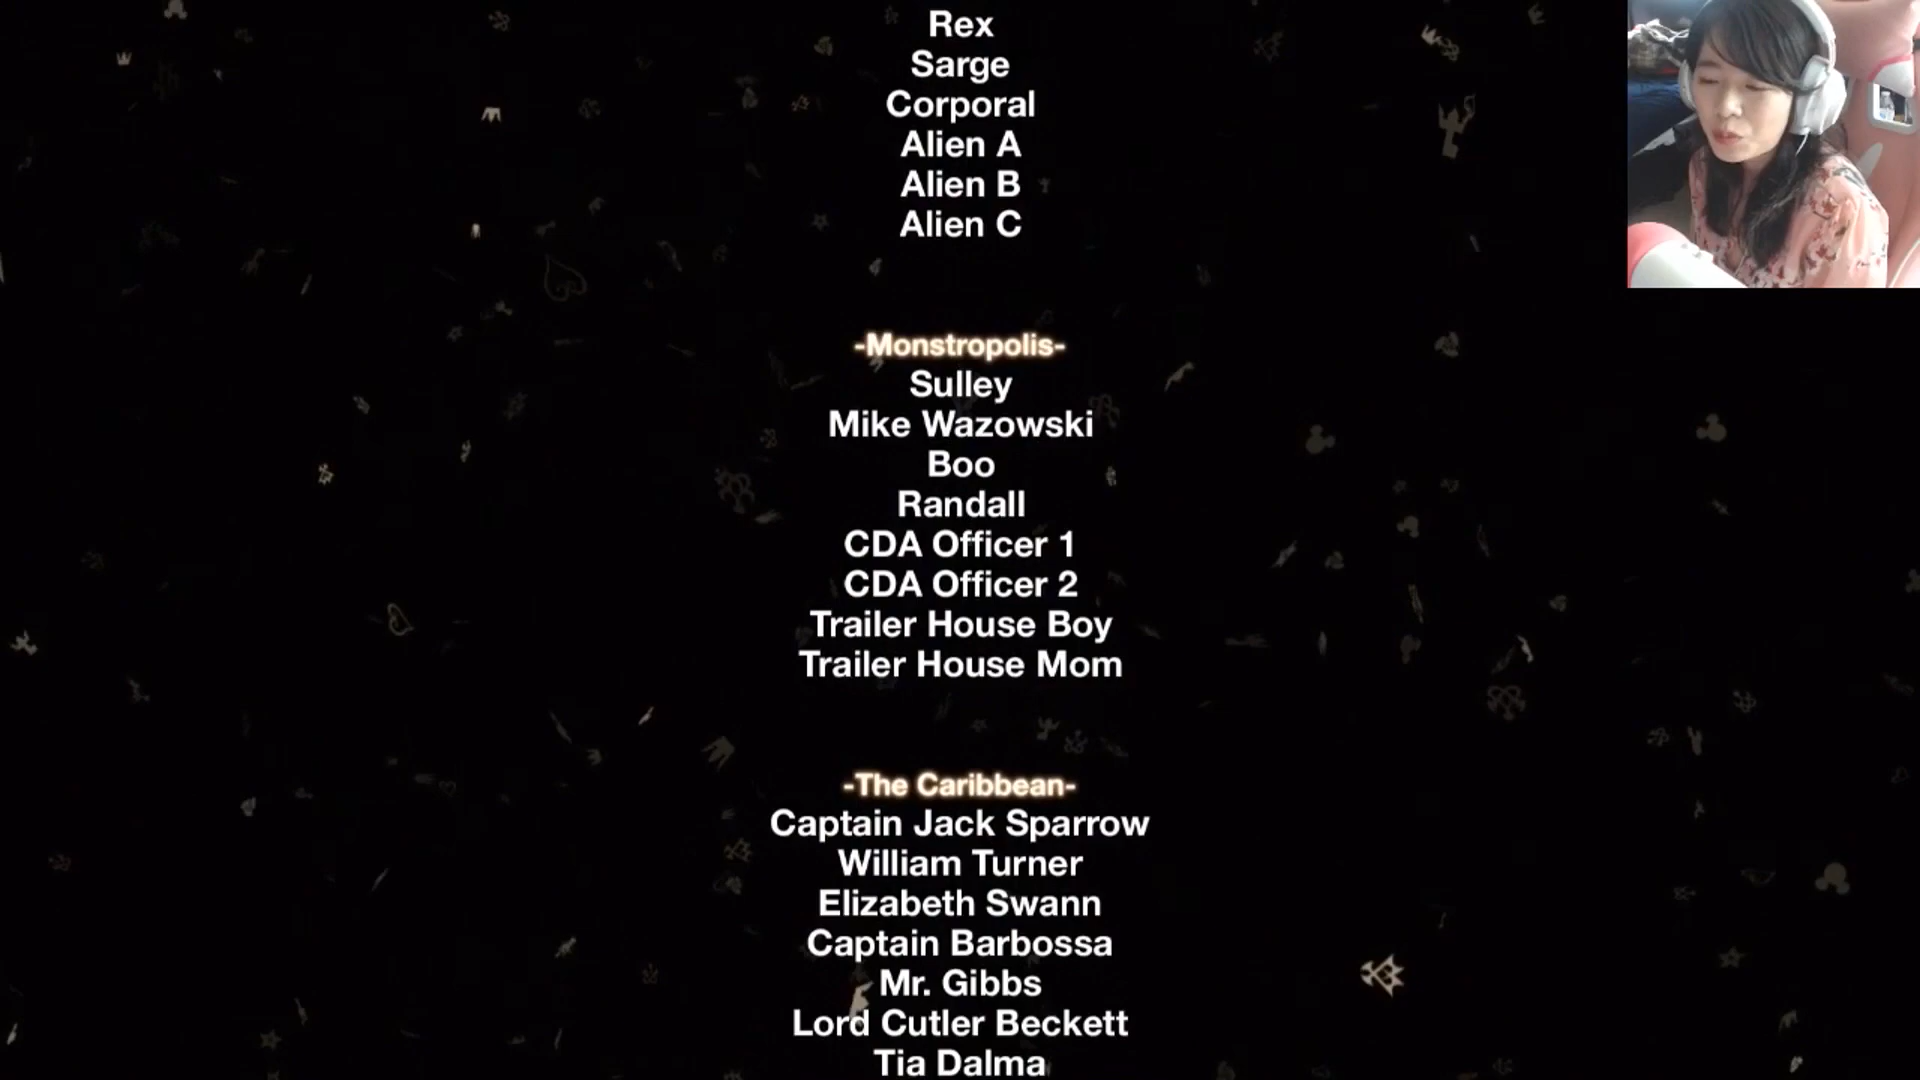 Rex
Sarge
Corporal
Alien A
Alien B
Alien C
-Monstropolis-
Sulley
Mike Wazowski
Boo
Randall
CDA Officer 1
CDA Officer 2
Trailer House Boy
Trailer House Mom
-The Caribbean-
Captain Jack Sparrow
William Turner
Elizabeth Swann
Captain Barbossa
Mr. Gibbs
Lord Cutler Beckett
Tia Dalma